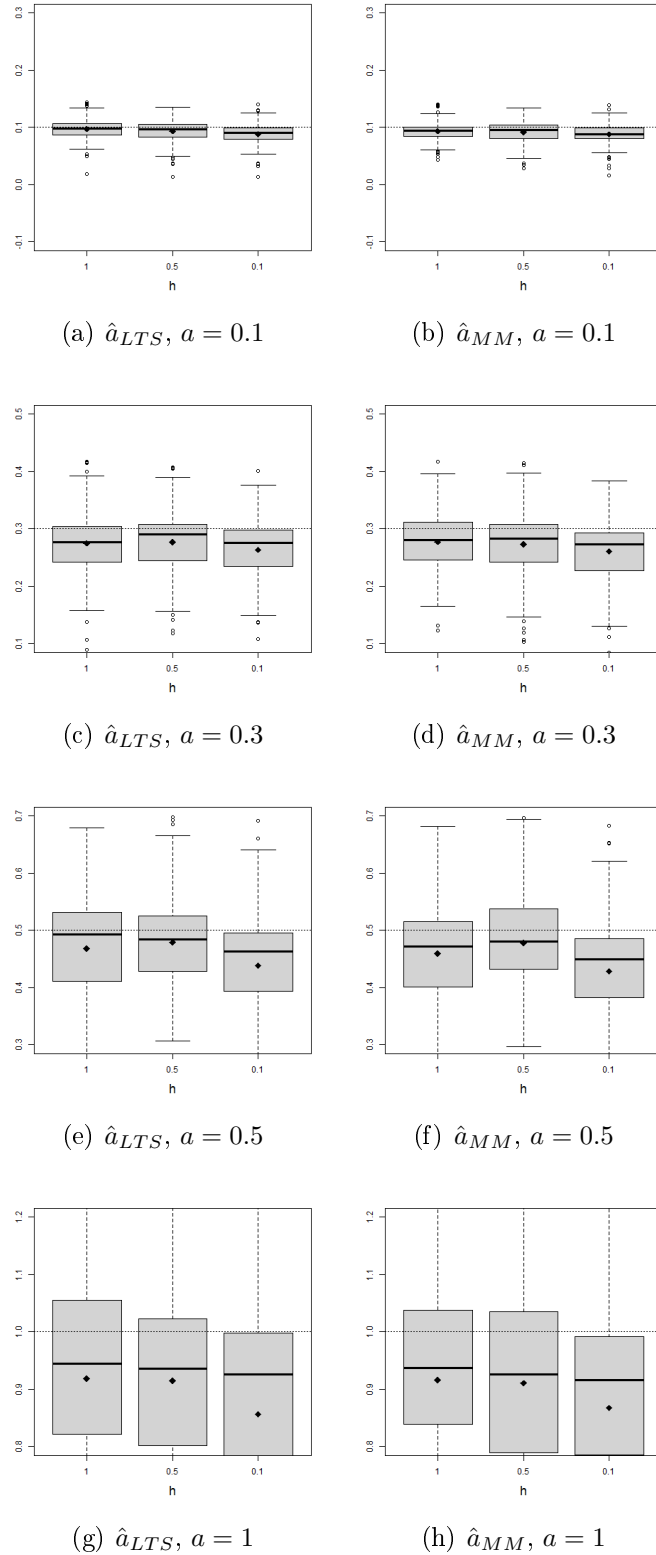 0.3
0.2
0.1
0.0
-0.1
1 0.5 0.1
h
0.3
0.2
0.1
0.0
-0.1
1 0.5 0.1
h
(a) âLTS, a = 0.1
(b) âMM, a = 0.1
0.5
0.4
0.3
0.2
0.1
1 0.5 0.1
h
0.5
0.4
0.3
0.2
0.1
1 0.5 0.1
h
(c) âLTS, a = 0.3
(d) âMM, a = 0.3
0.7
0.6
0.5
0.4
0.3
1 0.5 0.1
h
0.7
0.6
0.5
0.4
0.3
1 0.5 0.1
h
(e) âLTS, a = 0.5
(f) âMM, a = 0.5
1.2
1.1
1.0
0.9
0.8
1 0.5 0.1
h
1.2
1.1
1.0
0.9
0.8
1 0.5 0.1
h
(g) âLTS, a = 1
(h) âMM, a = 1